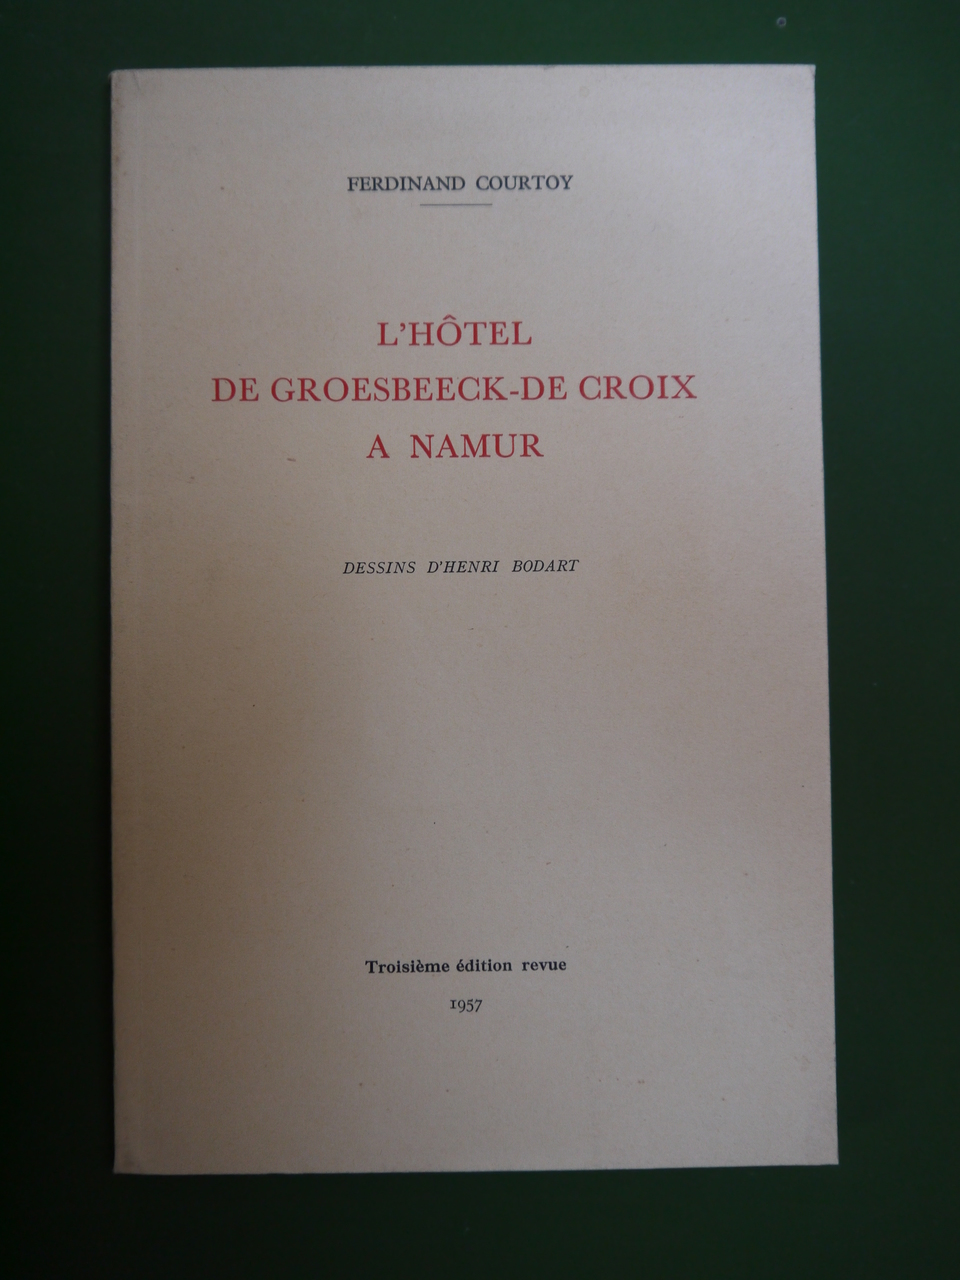 FERDINAND COURTOY
L'HÔTEL
DE GROESBEECK-DE CROIX
A NAMUR
DESSINS D'HENRI BODART
Troisième édition revue
1957